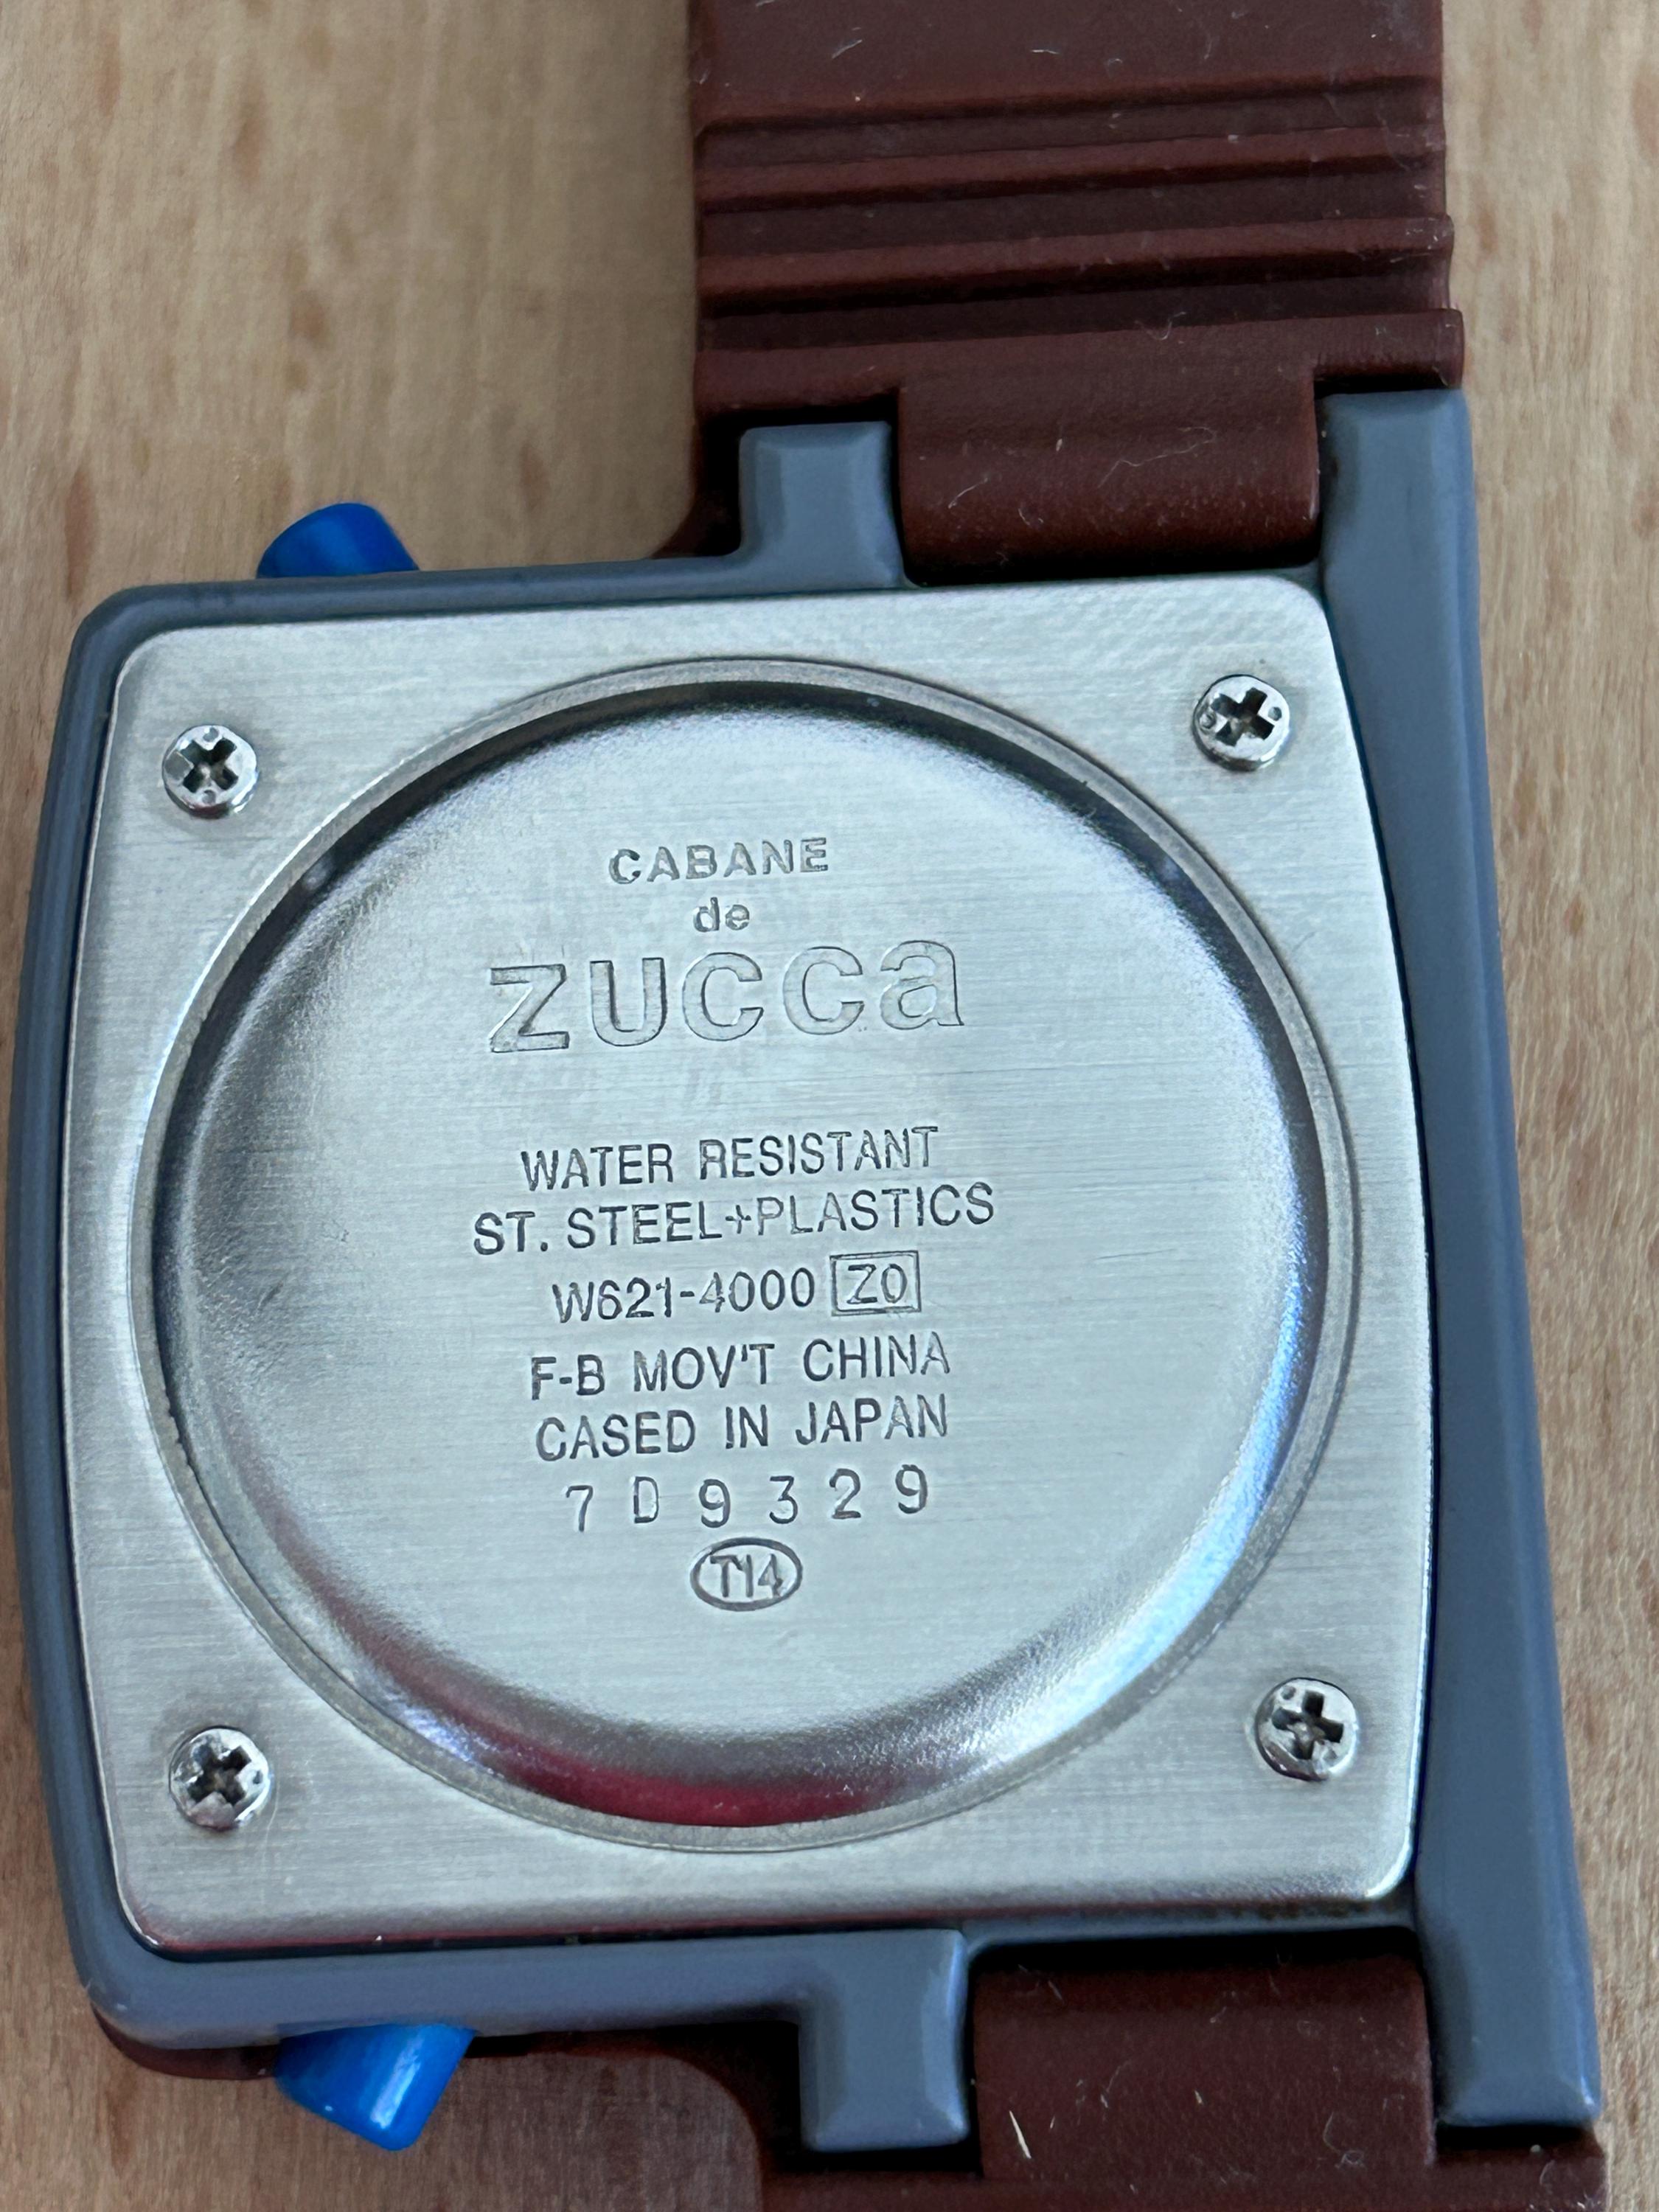 CABANE
de
zucca
WATER RESISTANT
ST. STEEL+PLASTICS
W621-4000 Z0
F-B MOV'T CHINA
CASED IN JAPAN
7D9329
T14